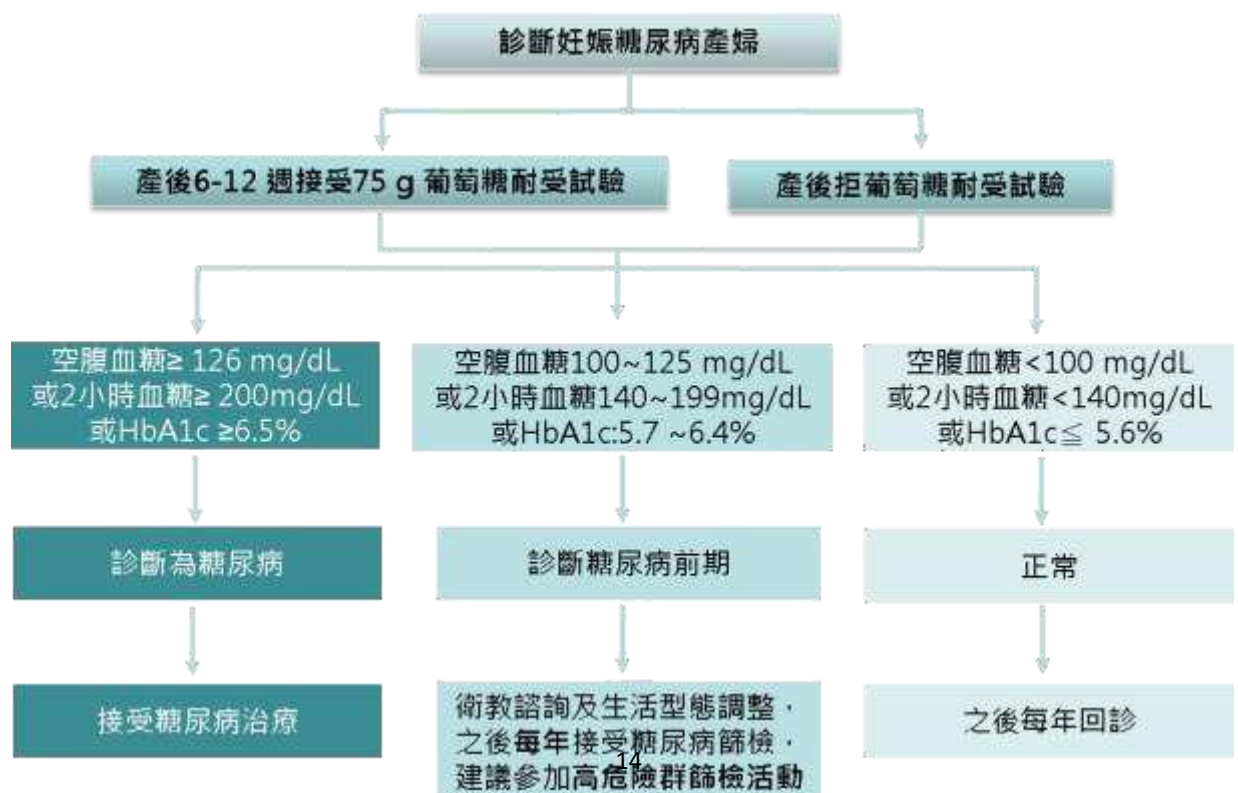 診斷妊娠糖尿病產婦
產後6-12 週接受75 g 葡萄糖耐受試驗
產後拒葡萄糖耐受試驗
空腹血糖≥ 126 mg/dL
或2小時血糖≥ 200mg/dL
或HbA1c ≥6.5%
空腹血糖100~125 mg/dL
或2小時血糖140~199mg/dL
或HbA1c:5.7 ~6.4%
空腹血糖<100 mg/dL
或2小時血糖<140mg/dL
或HbA1c≦ 5.6%
診斷為糖尿病
診斷糖尿病前期
正常
接受糖尿病治療
衛教諮詢及生活型態調整，
之後每年接受糖尿病篩檢，
建議參加高危險群篩檢活動
之後每年回診
14